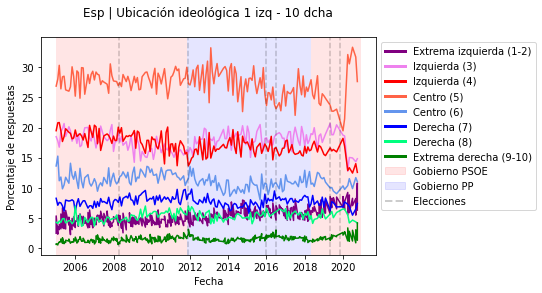 Esp | Ubicación ideológica 1 izq - 10 dcha
Porcentaje de respuestas
30
25
20
15
10
5
0
2006 2008 2010 2012 2014 2016 2018 2020
Fecha
Extrema izquierda (1-2)
Izquierda (3)
Izquierda (4)
Centro (5)
Centro (6)
Derecha (7)
Derecha (8)
Extrema derecha (9-10)
Gobierno PSOE
Gobierno PP
Elecciones